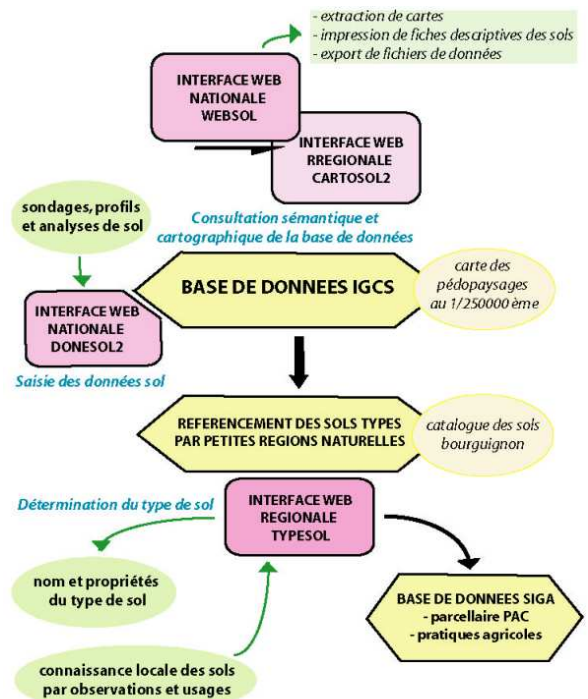 - extraction de cartes
- impression de fiches descriptives des sols
- export de fichiers de données
INTERFACE WEB
NATIONALE
WEBSOL
INTERFACE WEB
RREGIONALE
CARTOSOL2
sondages, profils
et analyses de sol
Consultation sémantique et
cartographique de la base de données
BASE DE DONNEES IGCS
carte des
pédopaysages
au 1/250000 ème
INTERFACE WEB
NATIONALE
DONESOL2
Saisie des données sol
REFERENCEMENT DES SOLS TYPES
PAR PETITES REGIONS NATURELLES
catalogue des sols
bourguignon
Détermination du type de sol
INTERFACE WEB
REGIONALE
TYPESOL
nom et propriétés
du type de sol
BASE DE DONNEES SIGA
- parcellaire PAC
- pratiques agricoles
connaissance locale des sols
par observations et usages